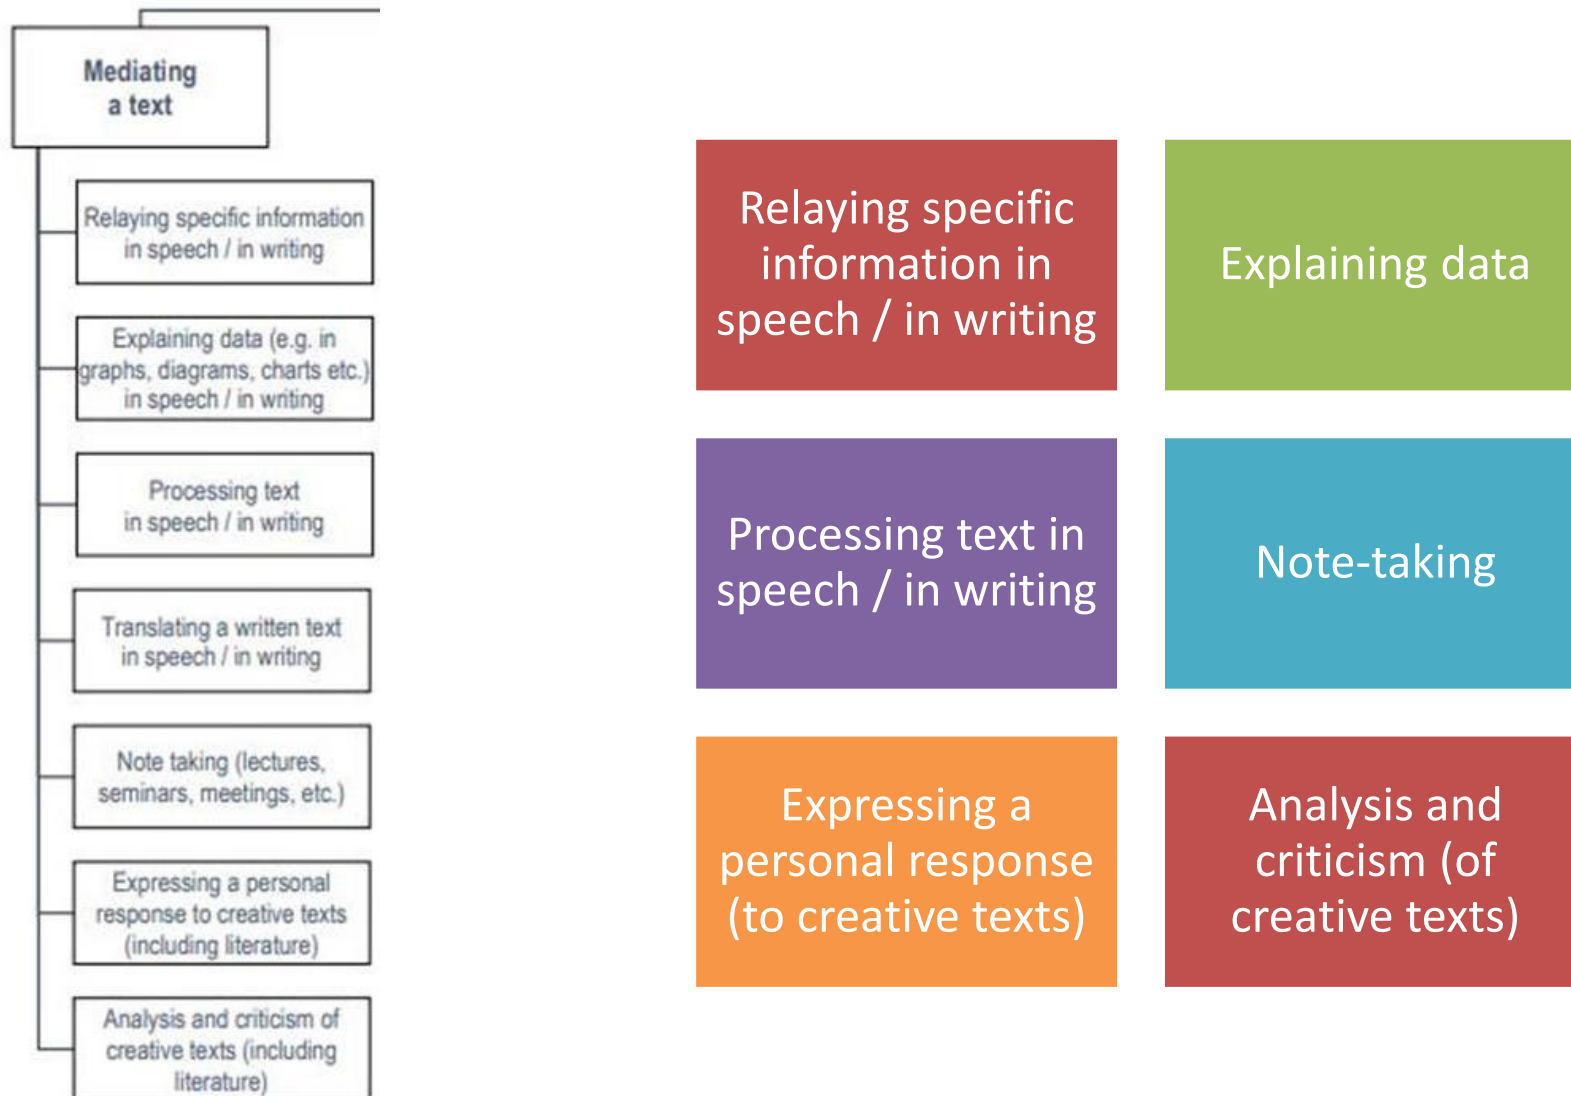 Mediating
a text
Relaying specific information
in speech / in writing
Explaining data (e.g. in
graphs, diagrams, charts etc.)
in speech / in writing
Processing text
in speech / in writing
Translating a written text
in speech / in writing
Note taking (lectures,
seminars, meetings, etc.)
Expressing a personal
response to creative texts
(including literature)
Analysis and criticism of
creative texts (including
literature)
Relaying specific
information in
speech / in writing
Explaining data
Processing text in
speech / in writing
Note-taking
Expressing a
personal response
(to creative texts)
Analysis and
criticism (of
creative texts)